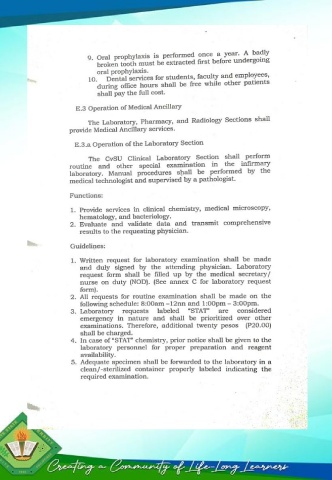 9. Oral prophylaxis is performed once a year. A badly
broken tooth must be extracted first before undergoing
oral prophylaxis.
10. Dental services for students, faculty and employees,
during office hours shall be free while other patients
shall pay the full cost.
E.3 Operation of Medical Ancillary
The Laboratory, Pharmacy, and Radiology Sections shall
provide Medical Ancillary services.
E.3.a Operation of the Laboratory Section
The CvSU Clinical Laboratory Section shall perform
routine and other special examination in the infirmary
laboratory. Manual procedures shall be performed by the
medical technologist and supervised by a pathologist.
Functions:
1. Provide services in clinical chemistry, medical microscopy,
hematology, and bacteriology.
2. Evaluate and validate data and transmit comprehensive
results to the requesting physician.
Guidelines:
1. Written request for laboratory examination shall be made
and duly signed by the attending physician. Laboratory
request form shall be filled up by the medical secretary/
nurse on duty (NOD). (See annex C for laboratory request
form).
2. All requests for routine examination shall be made on the
following schedule: 8:00am -12nn and 1:00pm – 3:00pm.
3. Laboratory requests labeled "STAT" are considered
emergency in nature and shall be prioritized over other
examinations. Therefore, additional twenty pesos (P20.00)
shall be charged.
4. In case of "STAT" chemistry, prior notice shall be given to the
laboratory personnel for proper preparation and reagent
availability.
5. Adequate specimen shall be forwarded to the laboratory in a
clean/-sterilized container properly labeled indicating the
required examination.
Creating a Community of Life-Long Learners